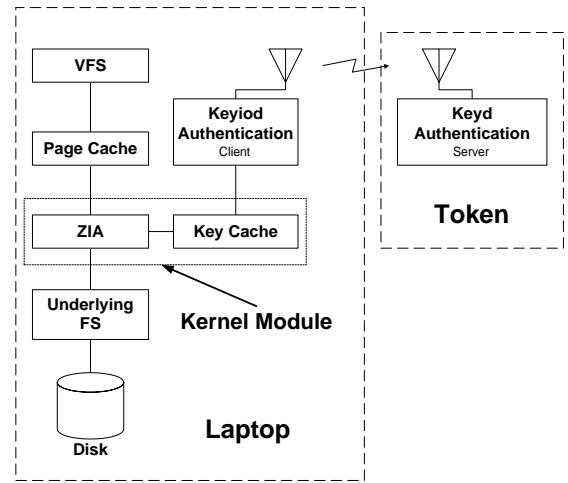 VFS
Page Cache
ZIA
Underlying
FS
Disk
Keyiod
Authentication
Client
Key Cache
Kernel Module
Laptop
Keyd
Authentication
Server
Token